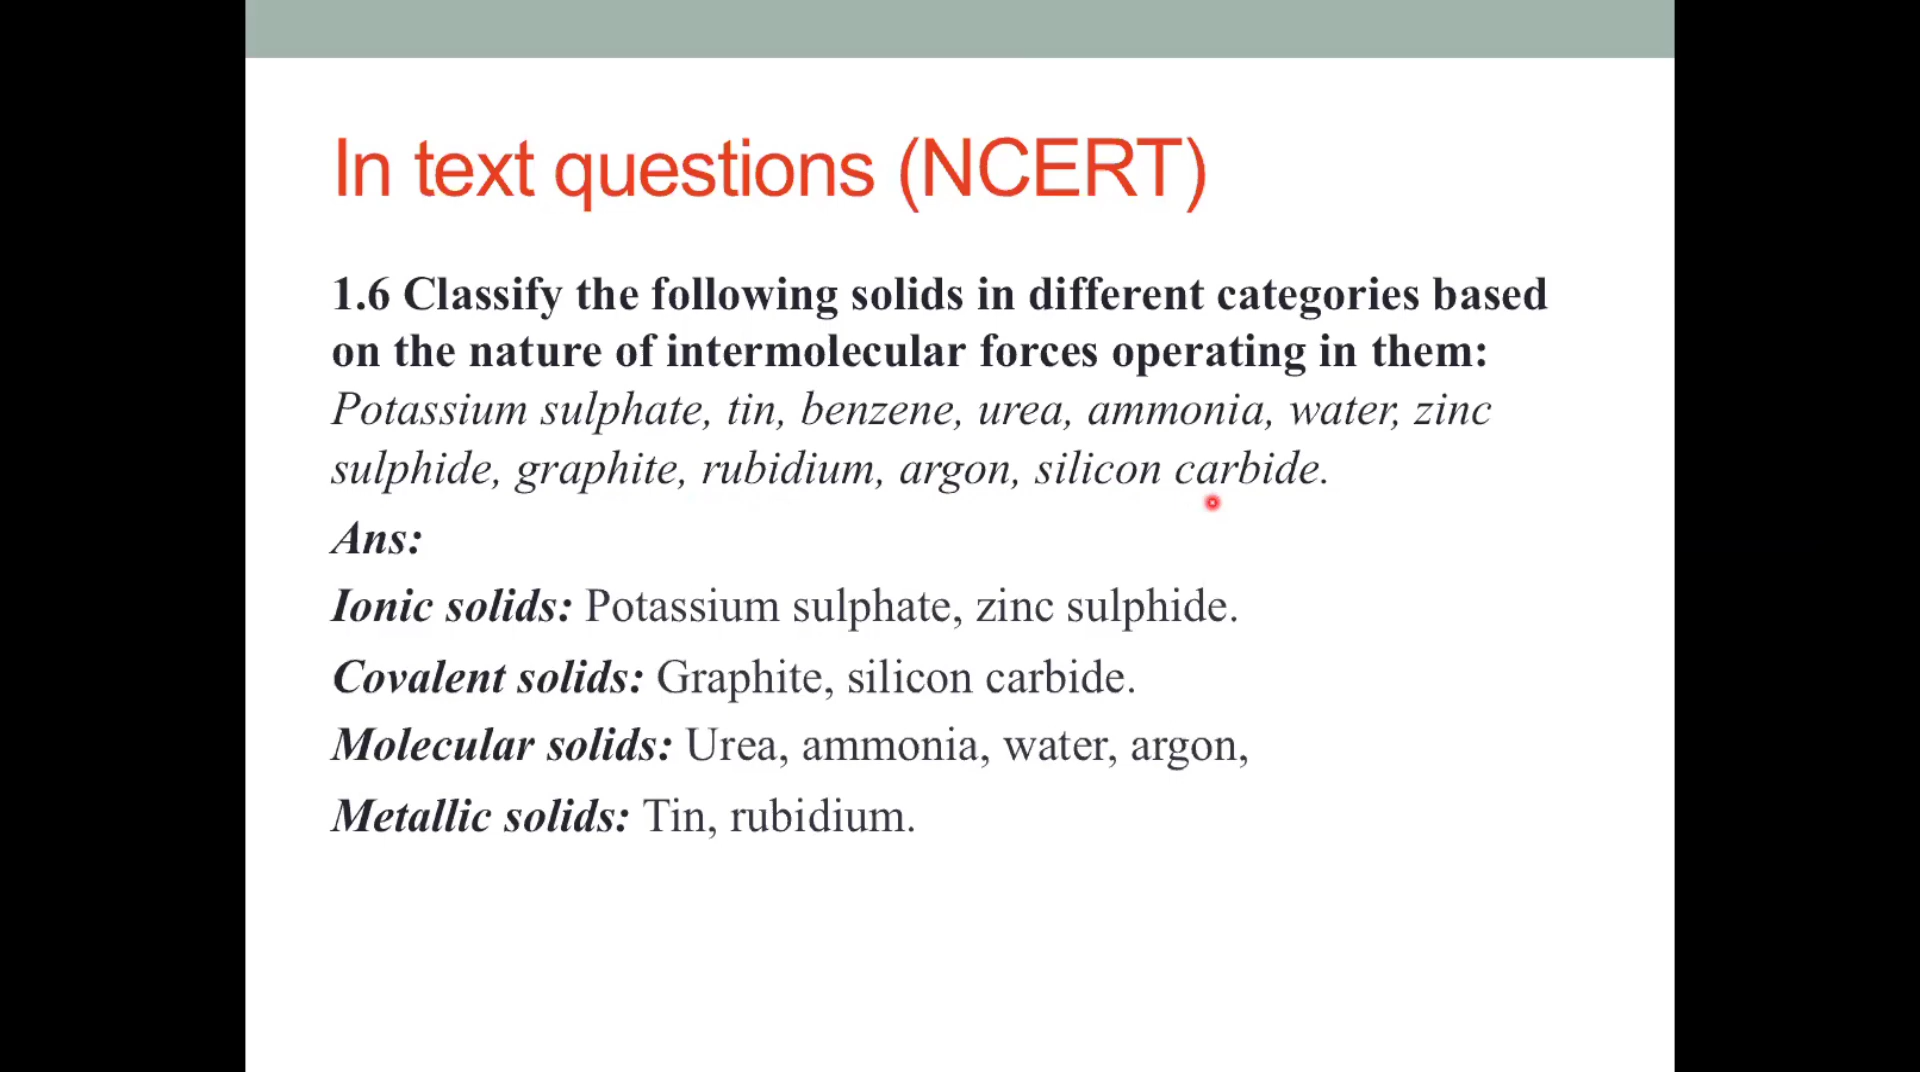 In text questions (NCERT)
1.6 Classify the following solids in different categories based
on the nature of intermolecular forces operating in them:
Potassium sulphate, tin, benzene, urea, ammonia, water, zinc
sulphide, graphite, rubidium, argon, silicon carbide.
Ans:
Ionic solids: Potassium sulphate, zinc sulphide.
Covalent solids: Graphite, silicon carbide.
Molecular solids: Urea, ammonia, water, argon,
Metallic solids: Tin, rubidium.